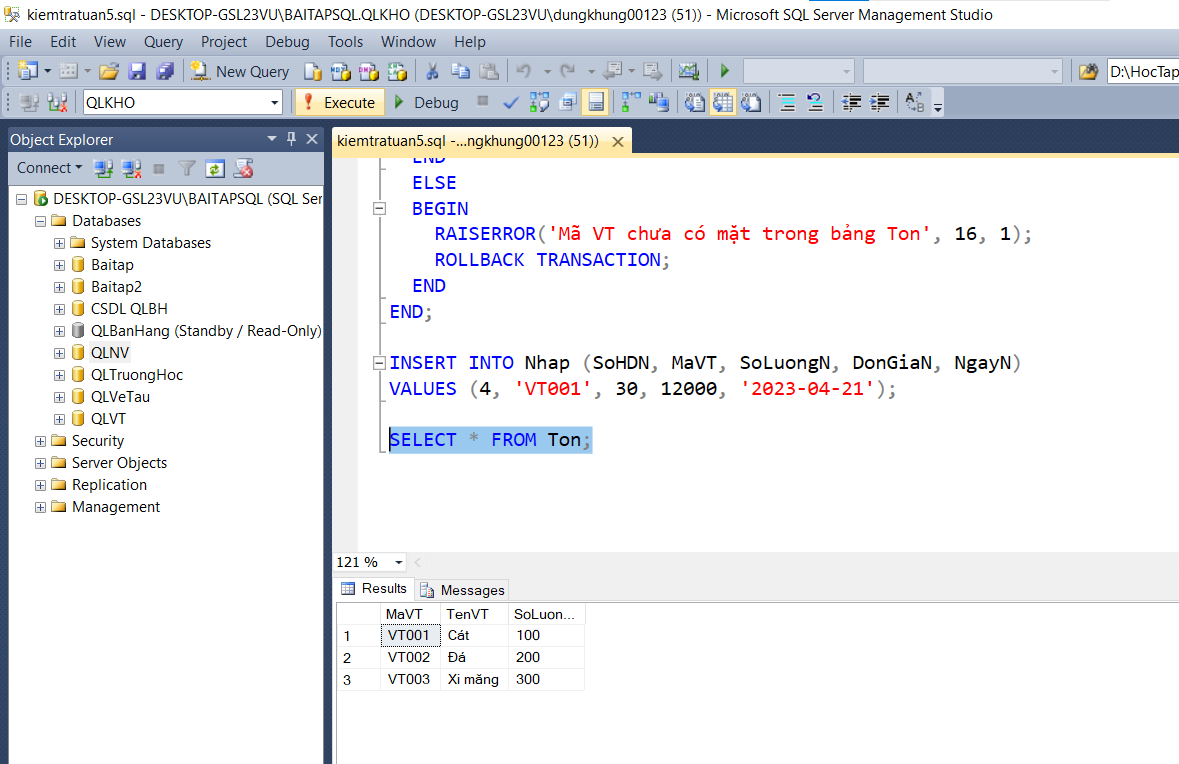 kiemtratuan5.sql - DESKTOP-GSL23VU\BAITAPSQL.QLKHO (DESKTOP-GSL23VU\dungkhung00123 (51)) - Microsoft SQL Server Management Studio
File Edit View Query Project Debug Tools Window Help
New Query D:\HocTap
QLKHO Execute Debug
Object Explorer
Connect
DESKTOP-GSL23VU\BAITAPSQL (SQL Ser
Databases
System Databases
Baitap
Baitap2
CSDL QLBH
QLBanHang (Standby / Read-Only)
QLNV
QLTruongHoc
QLVeTau
QLVT
Security
Server Objects
Replication
Management
kiemtratuan5.sql -...ngkhung00123 (51))
END
ELSE
BEGIN
RAISERROR('Mã VT chưa có mặt trong bảng Ton', 16, 1);
ROLLBACK TRANSACTION;
END
END;
INSERT INTO Nhap (SoHDN, MaVT, SoLuongN, DonGiaN, NgayN)
VALUES (4, 'VT001', 30, 12000, '2023-04-21');
SELECT * FROM Ton;
121 %
Results Messages
MaVT TenVT SoLuon...
1 VT001 Cát 100
2 VT002 Đá 200
3 VT003 Xi măng 300